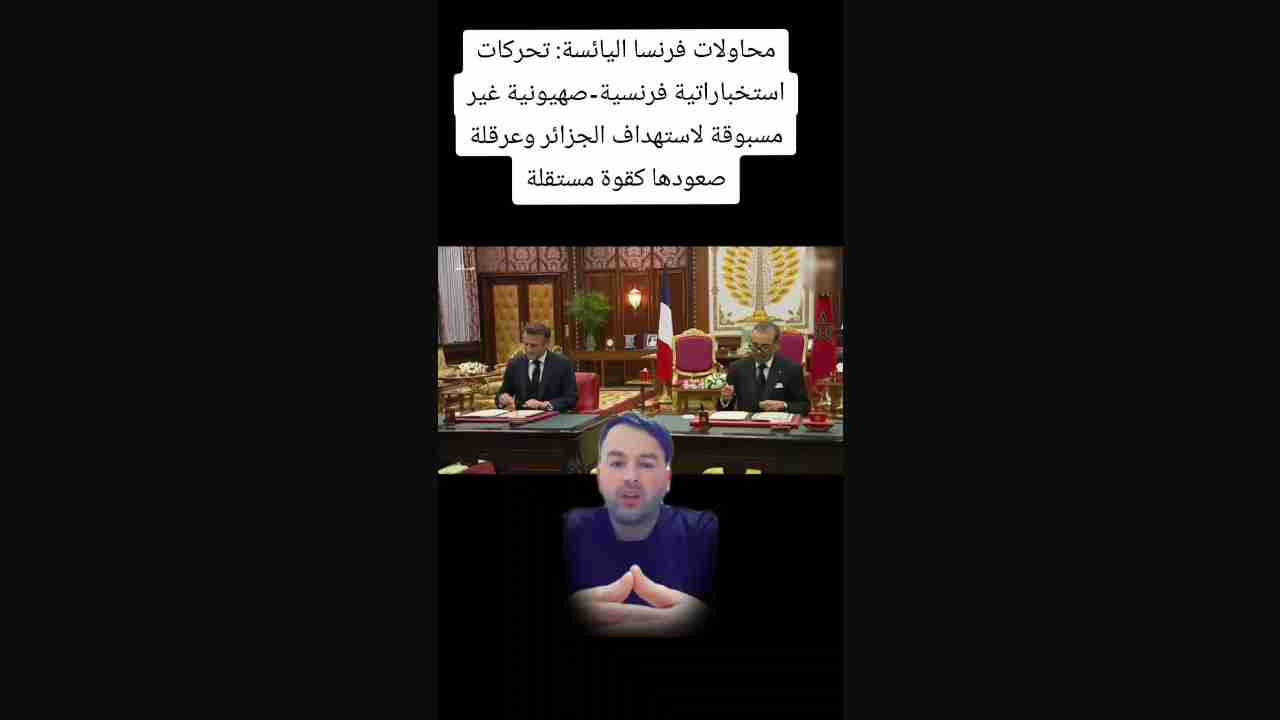 محاولات فرنسا اليائسة: تحركات
استخباراتية فرنسية-صهيونية غير
مسبوقة لاستهداف الجزائر وعرقلة
صعودها كقوة مستقلة